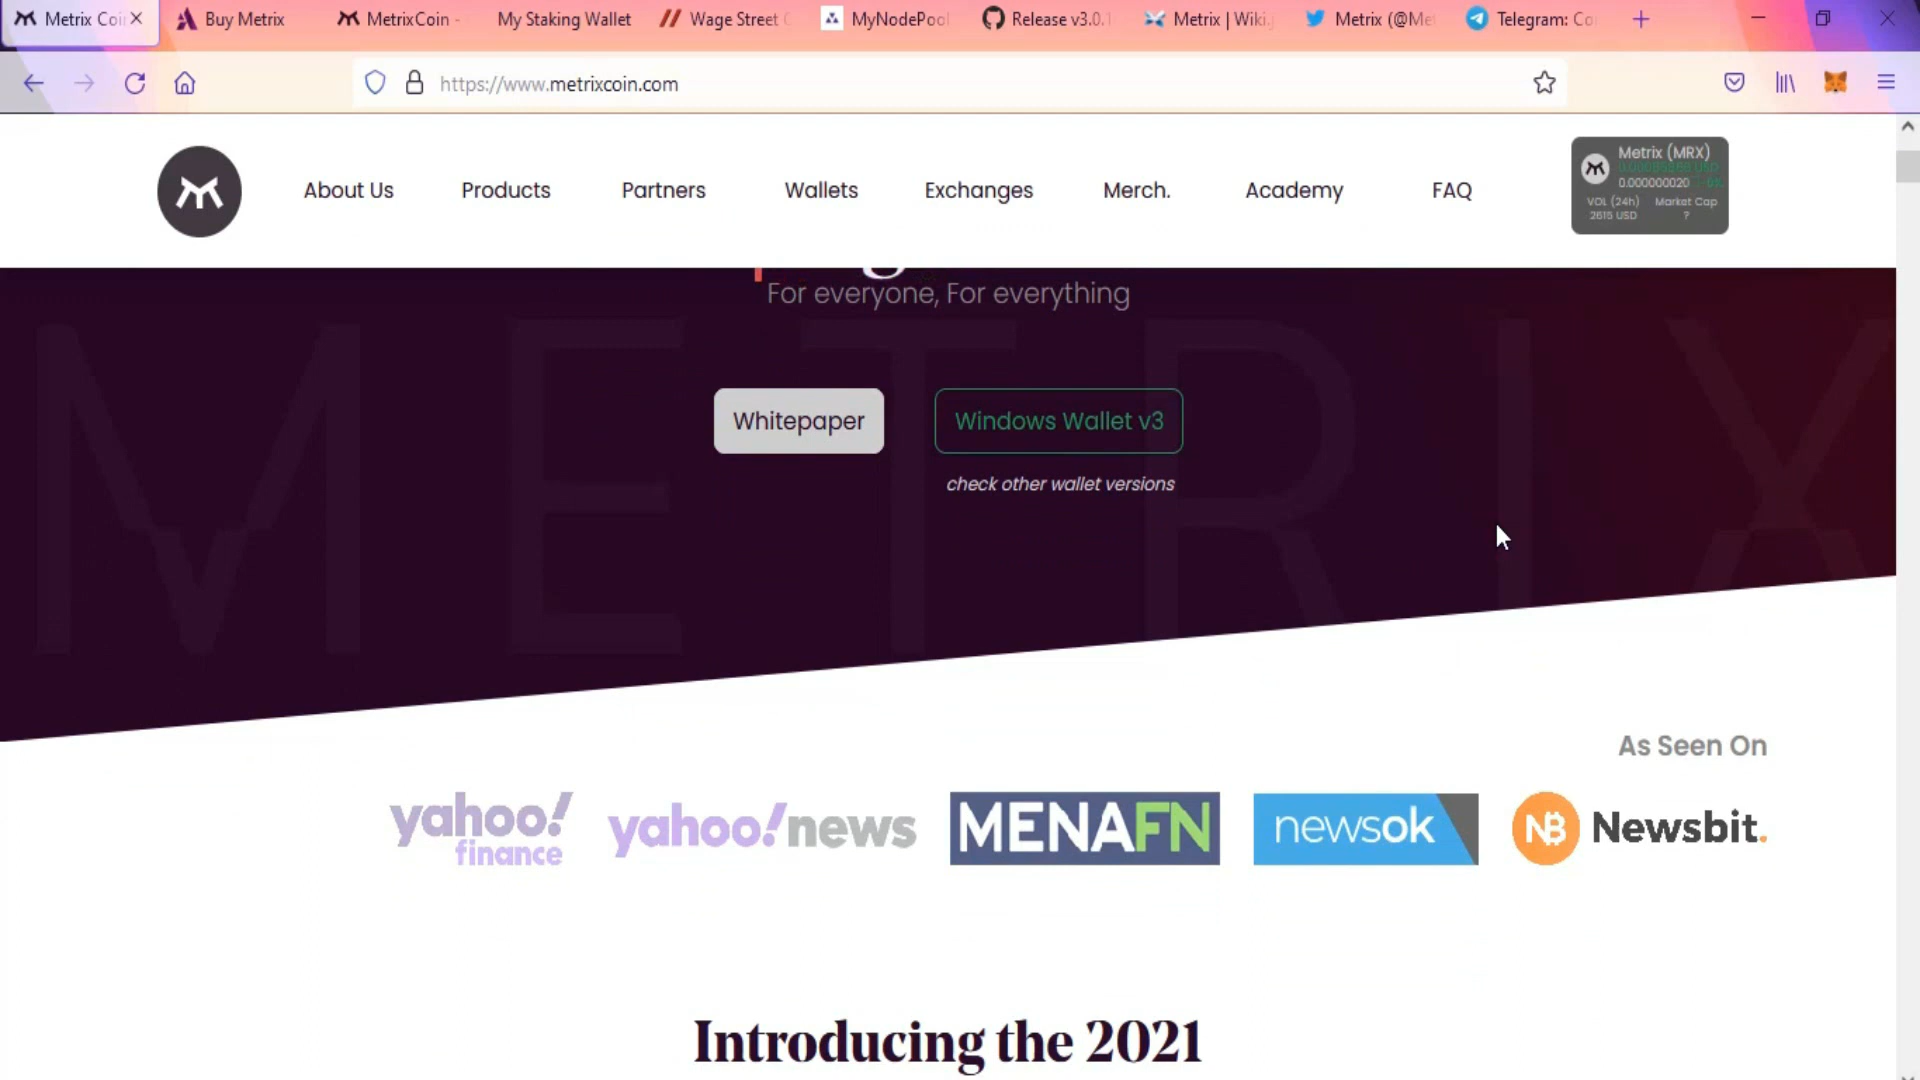 Metrix Coi
Buy Metrix
MetrixCoin -
My Staking Wallet
Wage Street C
MyNodePool
Release v3.0.1
Metrix | Wiki.
Metrix (@Me
Telegram: Co
https://www.metrixcoin.com
About Us
Products
Partners
Wallets
Exchanges
Merch.
Academy
FAQ
Metrix (MRX)
0.000000020
VOL (24h) Market Cap
2615 USD ?
For everyone, For everything
METRIX
Whitepaper
Windows Wallet v3
check other wallet versions
As Seen On
yahoo!
finance
yahoo!news
MENAFN
newsok
NB Newsbit.
Introducing the 2021